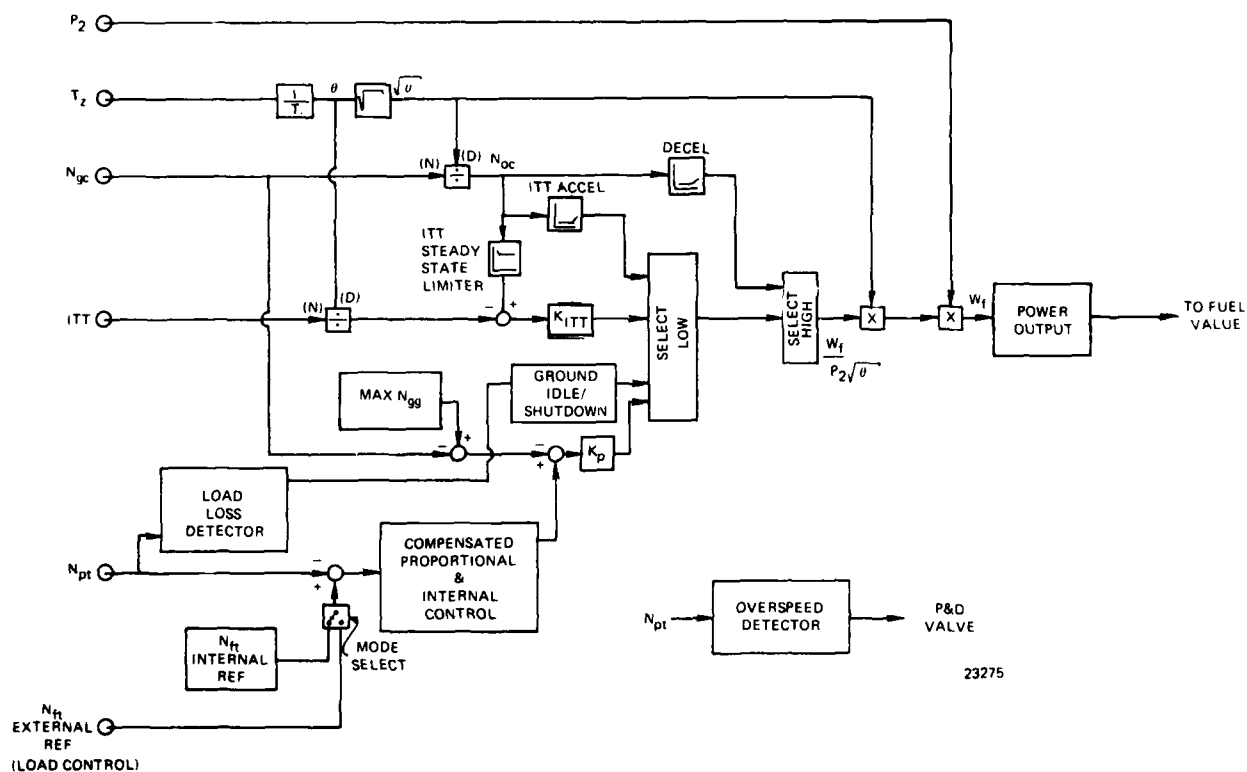 P2
T2
1
T.
θ
√θ
Ngc
(N)
(D)
÷
Noc
DECEL
ITT ACCEL
ITT
STEADY
STATE
LIMITER
ITT
(N)
(D)
÷
−
+
KITT
SELECT
LOW
SELECT
HIGH
Wf
P2√θ
X
X
Wf
POWER
OUTPUT
TO FUEL
VALUE
MAX Ngg
GROUND
IDLE/
SHUTDOWN
−
+
−
+
Kp
LOAD
LOSS
DETECTOR
Npt
−
+
COMPENSATED
PROPORTIONAL
&
INTERNAL
CONTROL
Nft
INTERNAL
REF
MODE
SELECT
Nft
EXTERNAL
REF
(LOAD CONTROL)
Npt
OVERSPEED
DETECTOR
P&D
VALVE
23275